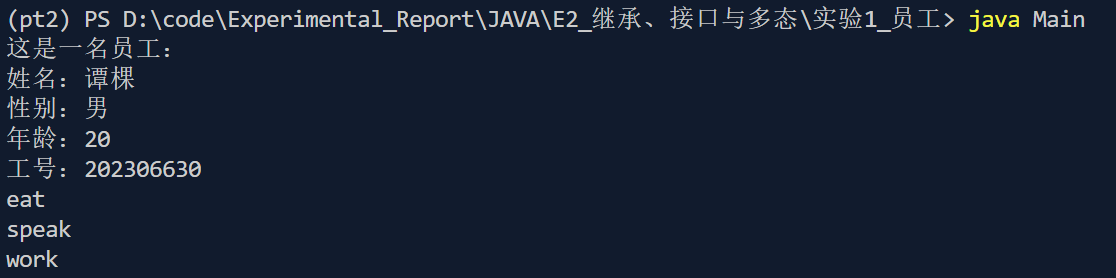 (pt2) PS D:\code\Experimental_Report\JAVA\E2_继承、接口与多态\实验1_员工> java Main
这是一名员工：
姓名：谭棵
性别：男
年龄：20
工号：202306630
eat
speak
work